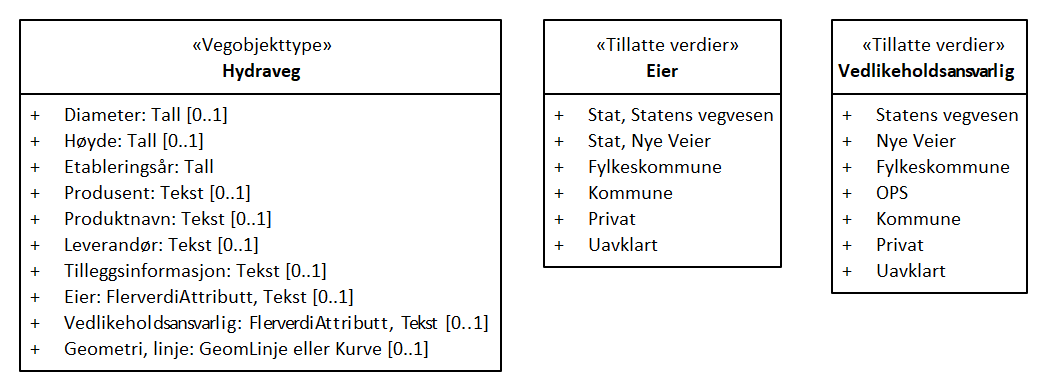 «Vegobjekttype»
Hydraveg
+ Diameter: Tall [0..1]
+ Høyde: Tall [0..1]
+ Etableringsår: Tall
+ Produsent: Tekst [0..1]
+ Produktnavn: Tekst [0..1]
+ Leverandør: Tekst [0..1]
+ Tilleggsinformasjon: Tekst [0..1]
+ Eier: FlerverdiAttributt, Tekst [0..1]
+ Vedlikeholdsansvarlig: FlerverdiAttributt, Tekst [0..1]
+ Geometri, linje: GeomLinje eller Kurve [0..1]
«Tillatte verdier»
Eier
+ Stat, Statens vegvesen
+ Stat, Nye Veier
+ Fylkeskommune
+ Kommune
+ Privat
+ Uavklart
«Tillatte verdier»
Vedlikeholdsansvarlig
+ Statens vegvesen
+ Nye Veier
+ Fylkeskommune
+ OPS
+ Kommune
+ Privat
+ Uavklart